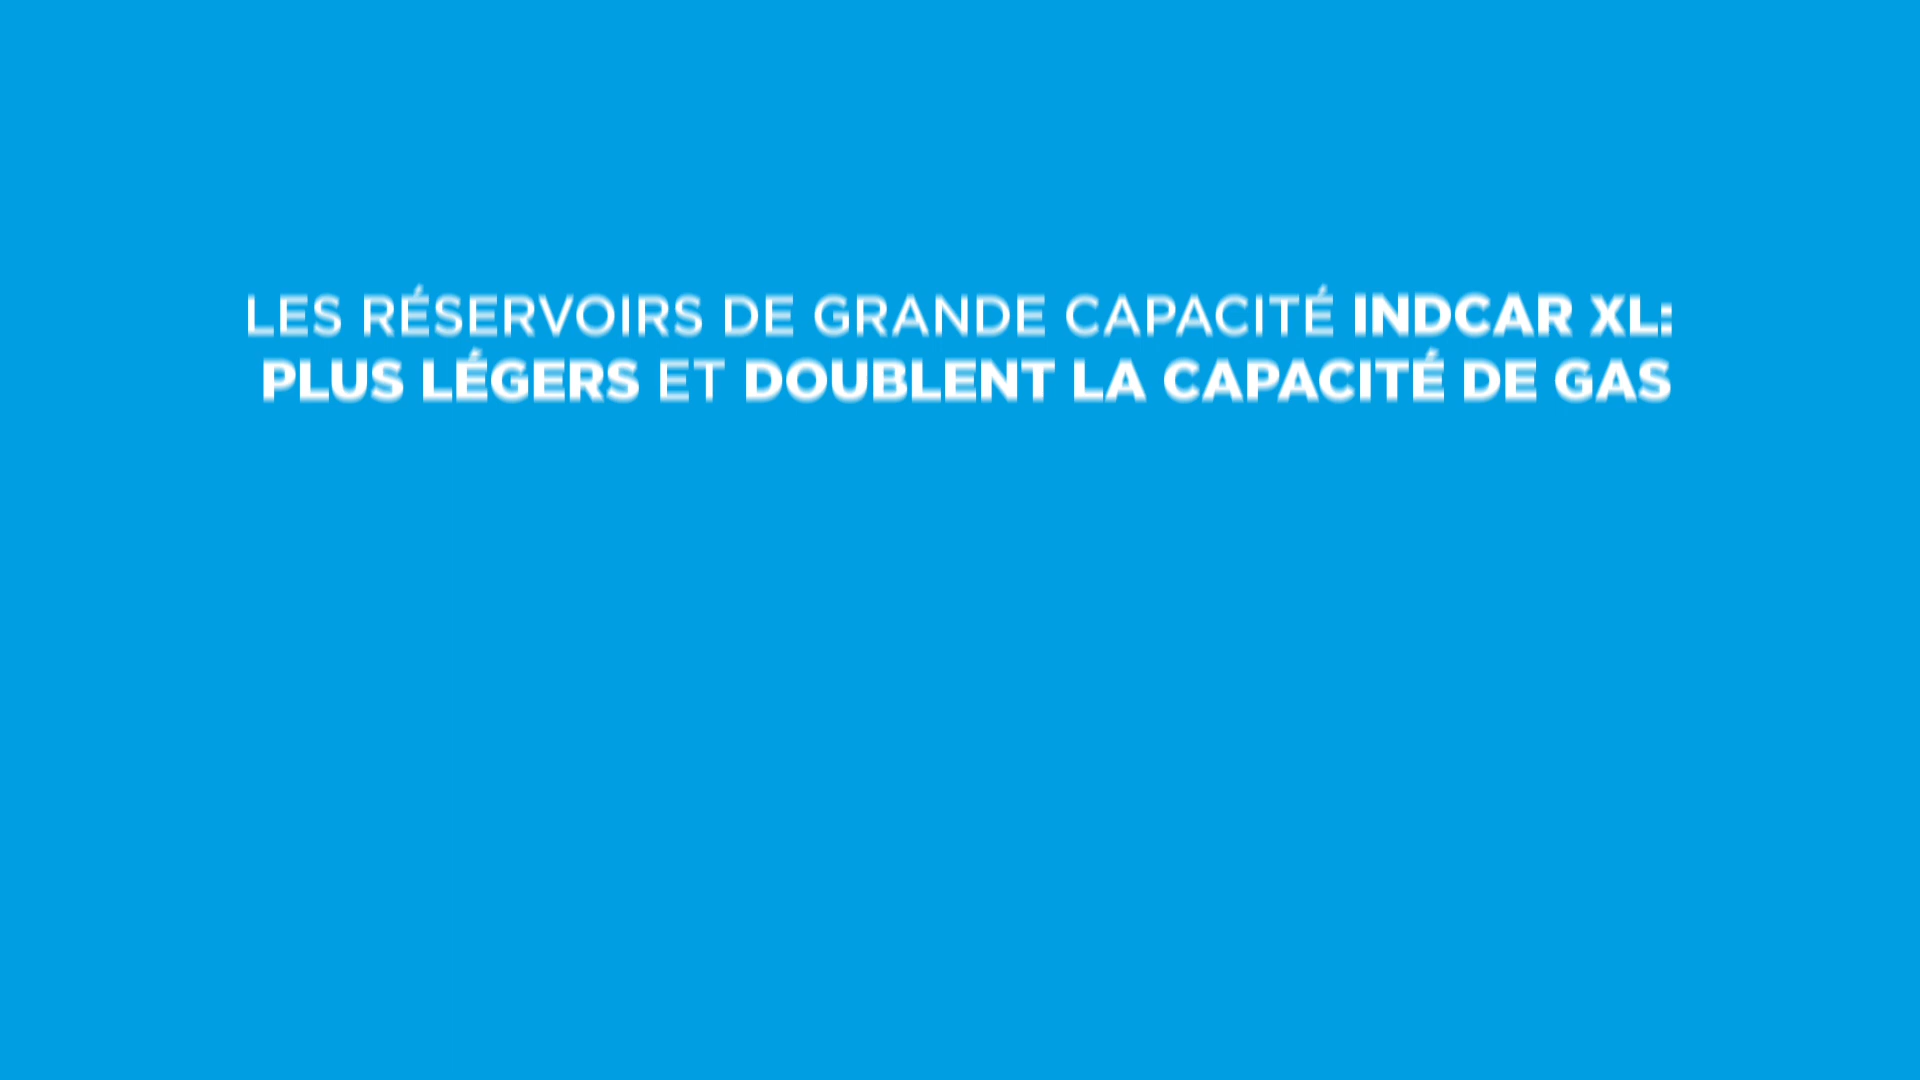 LES RÉSERVOIRS DE GRANDE CAPACITÉ INDCAR XL:
PLUS LÉGERS ET DOUBLENT LA CAPACITÉ DE GAS